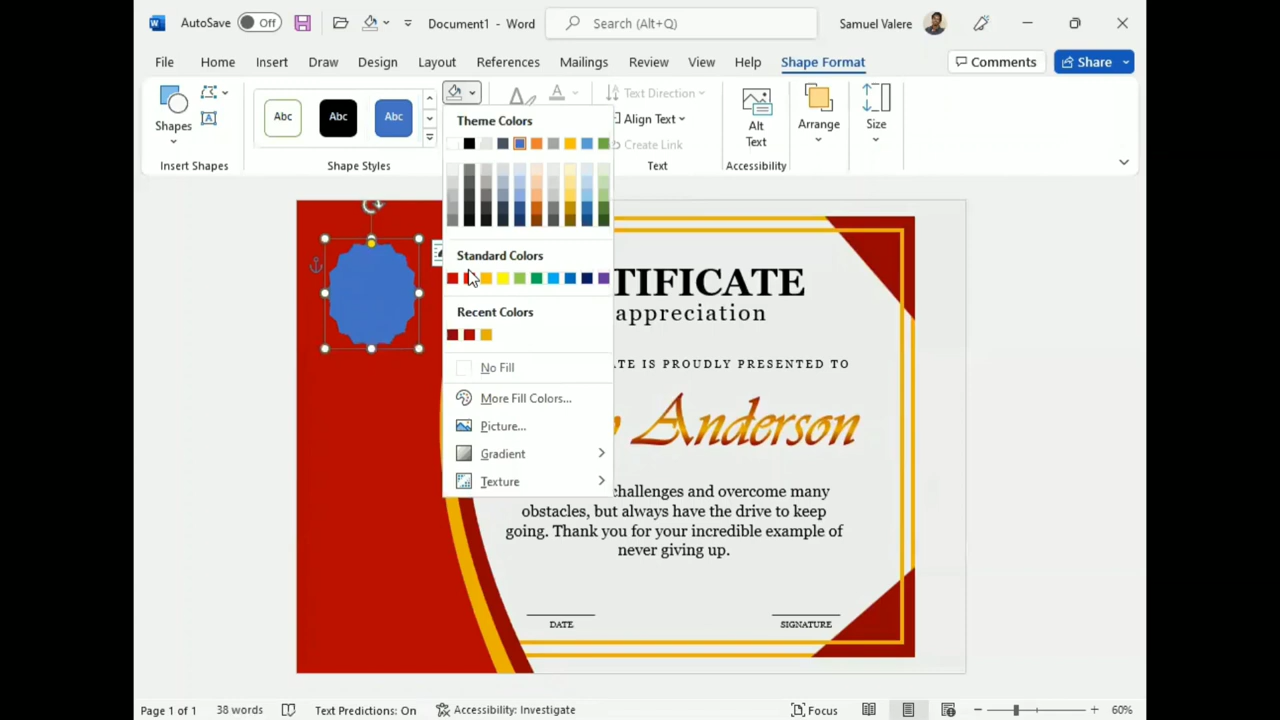 AutoSave Off Document1 - Word Search (Alt+Q) Samuel Valere
File Home Insert Draw Design Layout References Mailings Review View Help Shape Format Comments Share
Shapes
Abc Abc Abc
Text Direction
Align Text
Create Link
Alt
Text
Arrange
Size
Insert Shapes Shape Styles Text Accessibility
Theme Colors
Standard Colors
Recent Colors
No Fill
More Fill Colors...
Picture...
Gradient
Texture
TIFICATE
appreciation
TE IS PROUDLY PRESENTED TO
Anderson
challenges and overcome many
obstacles, but always have the drive to keep
going. Thank you for your incredible example of
never giving up.
DATE SIGNATURE
Page 1 of 1 38 words Text Predictions: On Accessibility: Investigate Focus 60%